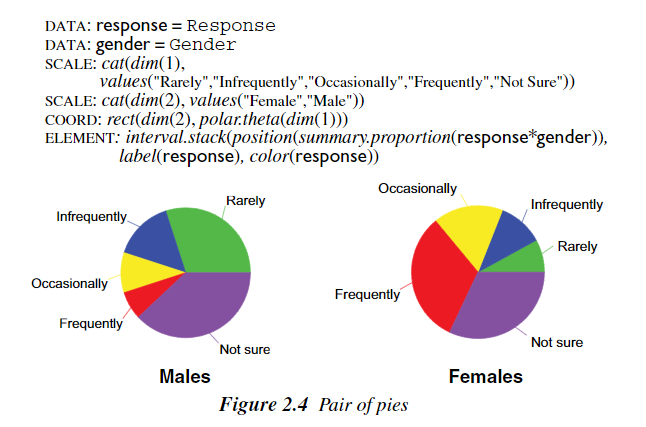 DATA: response = Response
DATA: gender = Gender
SCALE: cat(dim(1),
values("Rarely","Infrequently","Occasionally","Frequently","Not Sure"))
SCALE: cat(dim(2), values("Female","Male"))
COORD: rect(dim(2), polar.theta(dim(1)))
ELEMENT: interval.stack(position(summary.proportion(response*gender)),
label(response), color(response))
Rarely
Infrequently
Occasionally
Frequently
Not sure
Males
Occasionally
Infrequently
Rarely
Frequently
Not sure
Females
Figure 2.4 Pair of pies